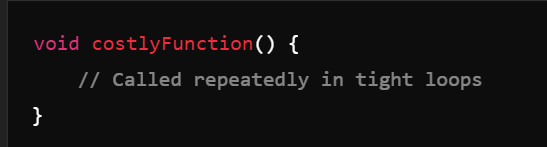 void costlyFunction() {
    // Called repeatedly in tight loops
}